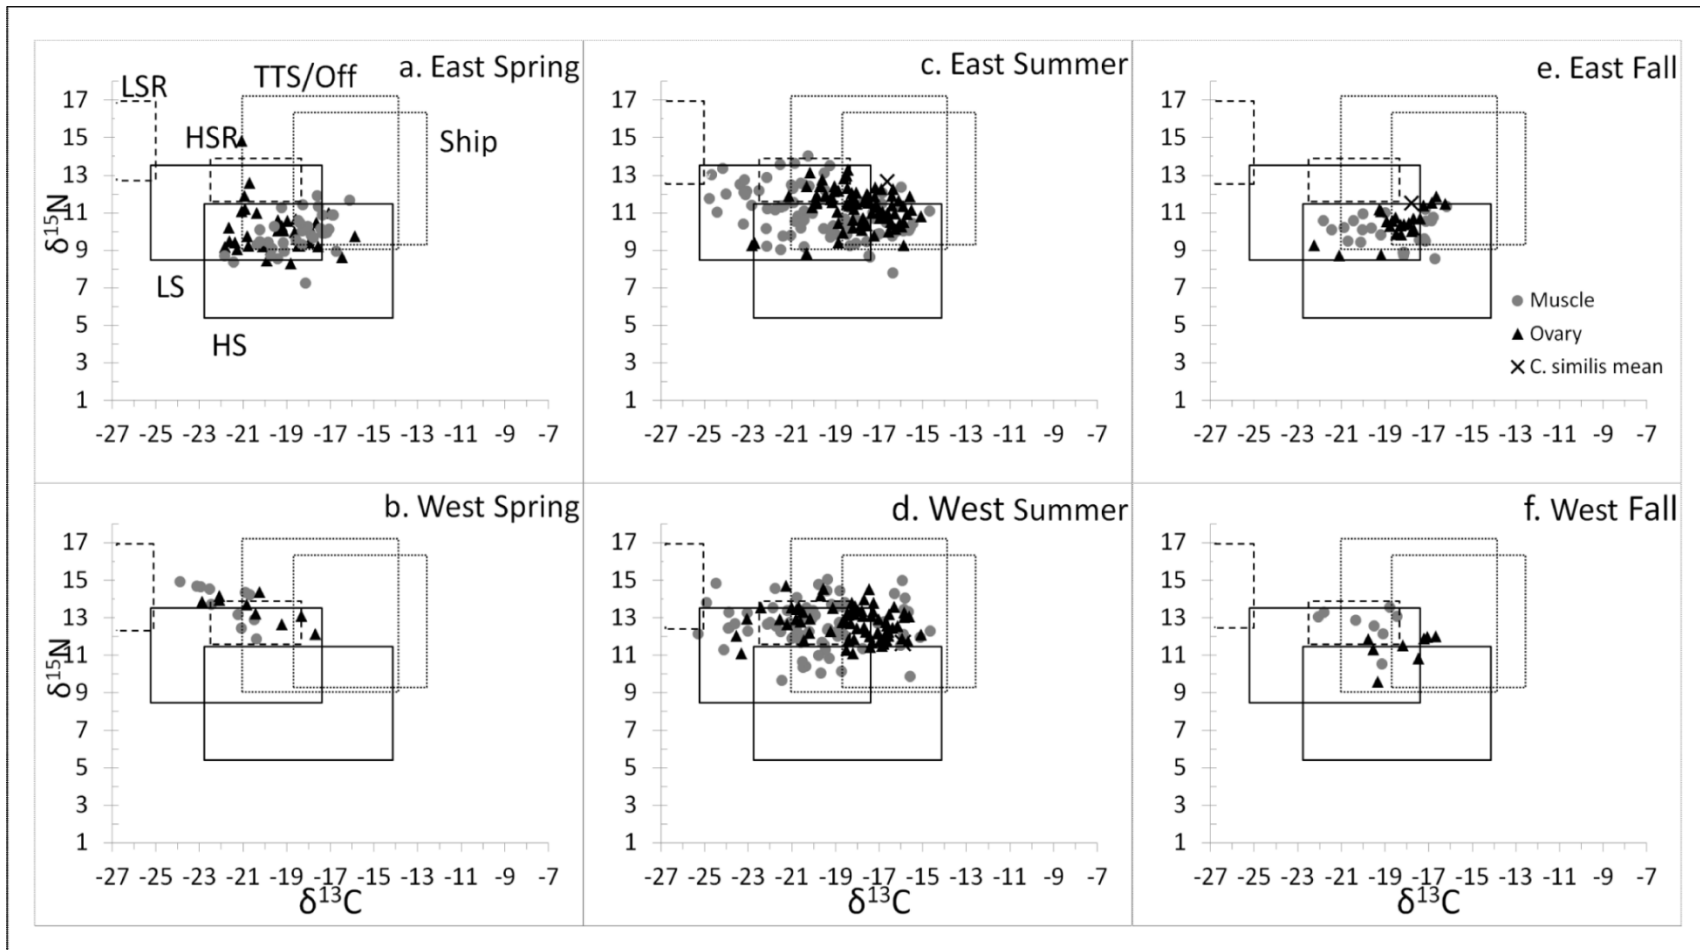 a. East Spring
LSR
TTS/Off
HSR
Ship
LS
HS
δ15N
17
15
13
11
9
7
5
3
1
-27 -25 -23 -21 -19 -17 -15 -13 -11 -9 -7
c. East Summer
17
15
13
11
9
7
5
3
1
-27 -25 -23 -21 -19 -17 -15 -13 -11 -9 -7
e. East Fall
17
15
13
11
9
7
5
3
1
-27 -25 -23 -21 -19 -17 -15 -13 -11 -9 -7
Muscle
Ovary
C. similis mean
b. West Spring
δ15N
17
15
13
11
9
7
5
3
1
-27 -25 -23 -21 -19 -17 -15 -13 -11 -9 -7
δ13C
d. West Summer
17
15
13
11
9
7
5
3
1
-27 -25 -23 -21 -19 -17 -15 -13 -11 -9 -7
δ13C
f. West Fall
17
15
13
11
9
7
5
3
1
-27 -25 -23 -21 -19 -17 -15 -13 -11 -9 -7
δ13C